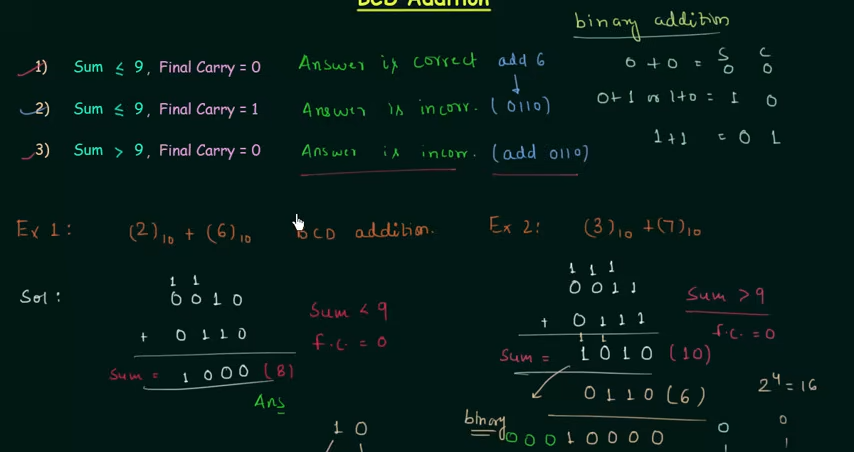 BCD Addition
binary addition
1) Sum ≤ 9, Final Carry = 0 Answer is correct add 6
2) Sum ≤ 9, Final Carry = 1 Answer is incorr. (0110)
3) Sum > 9, Final Carry = 0 Answer is incorr. (add 0110)
S C
0 + 0 = 0 0
0+1 or 1+0 = 1 0
1+1 = 0 1
Ex 1: (2)10 + (6)10 BCD addition.
Sol:
1 1
0 0 1 0
+ 0 1 1 0
Sum = 1 0 0 0 (8)
Ans
Sum < 9
f.c. = 0
1 0
Ex 2: (3)10 + (7)10
1 1 1
0 0 1 1
+ 0 1 1 1
1 1
Sum = 1 0 1 0 (10)
0 1 1 0 (6)
binary 0 0 0 1 0 0 0 0
Sum > 9
f.c. = 0
2^4 = 16
0 0